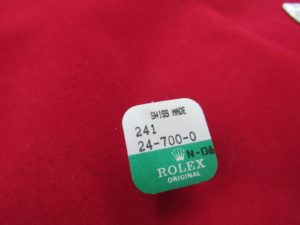 SWISS MADE
241
24-700-0
N-06
ROLEX
ORIGINAL